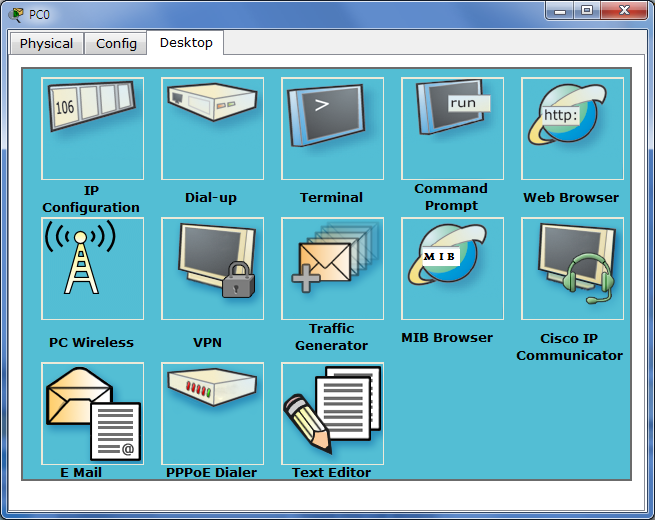 PC0
Physical Config Desktop
106
>
run
http:
IP
Configuration
Dial-up
Terminal
Command
Prompt
Web Browser
MIB
PC Wireless
VPN
Traffic
Generator
MIB Browser
Cisco IP
Communicator
@
E Mail
PPPoE Dialer
Text Editor